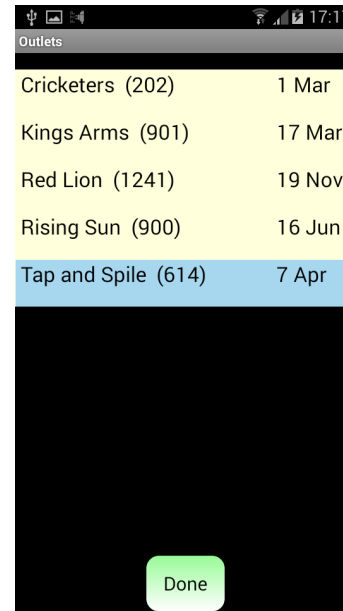 17:1
Outlets
Cricketers (202) 1 Mar
Kings Arms (901) 17 Mar
Red Lion (1241) 19 Nov
Rising Sun (900) 16 Jun
Tap and Spile (614) 7 Apr
Done